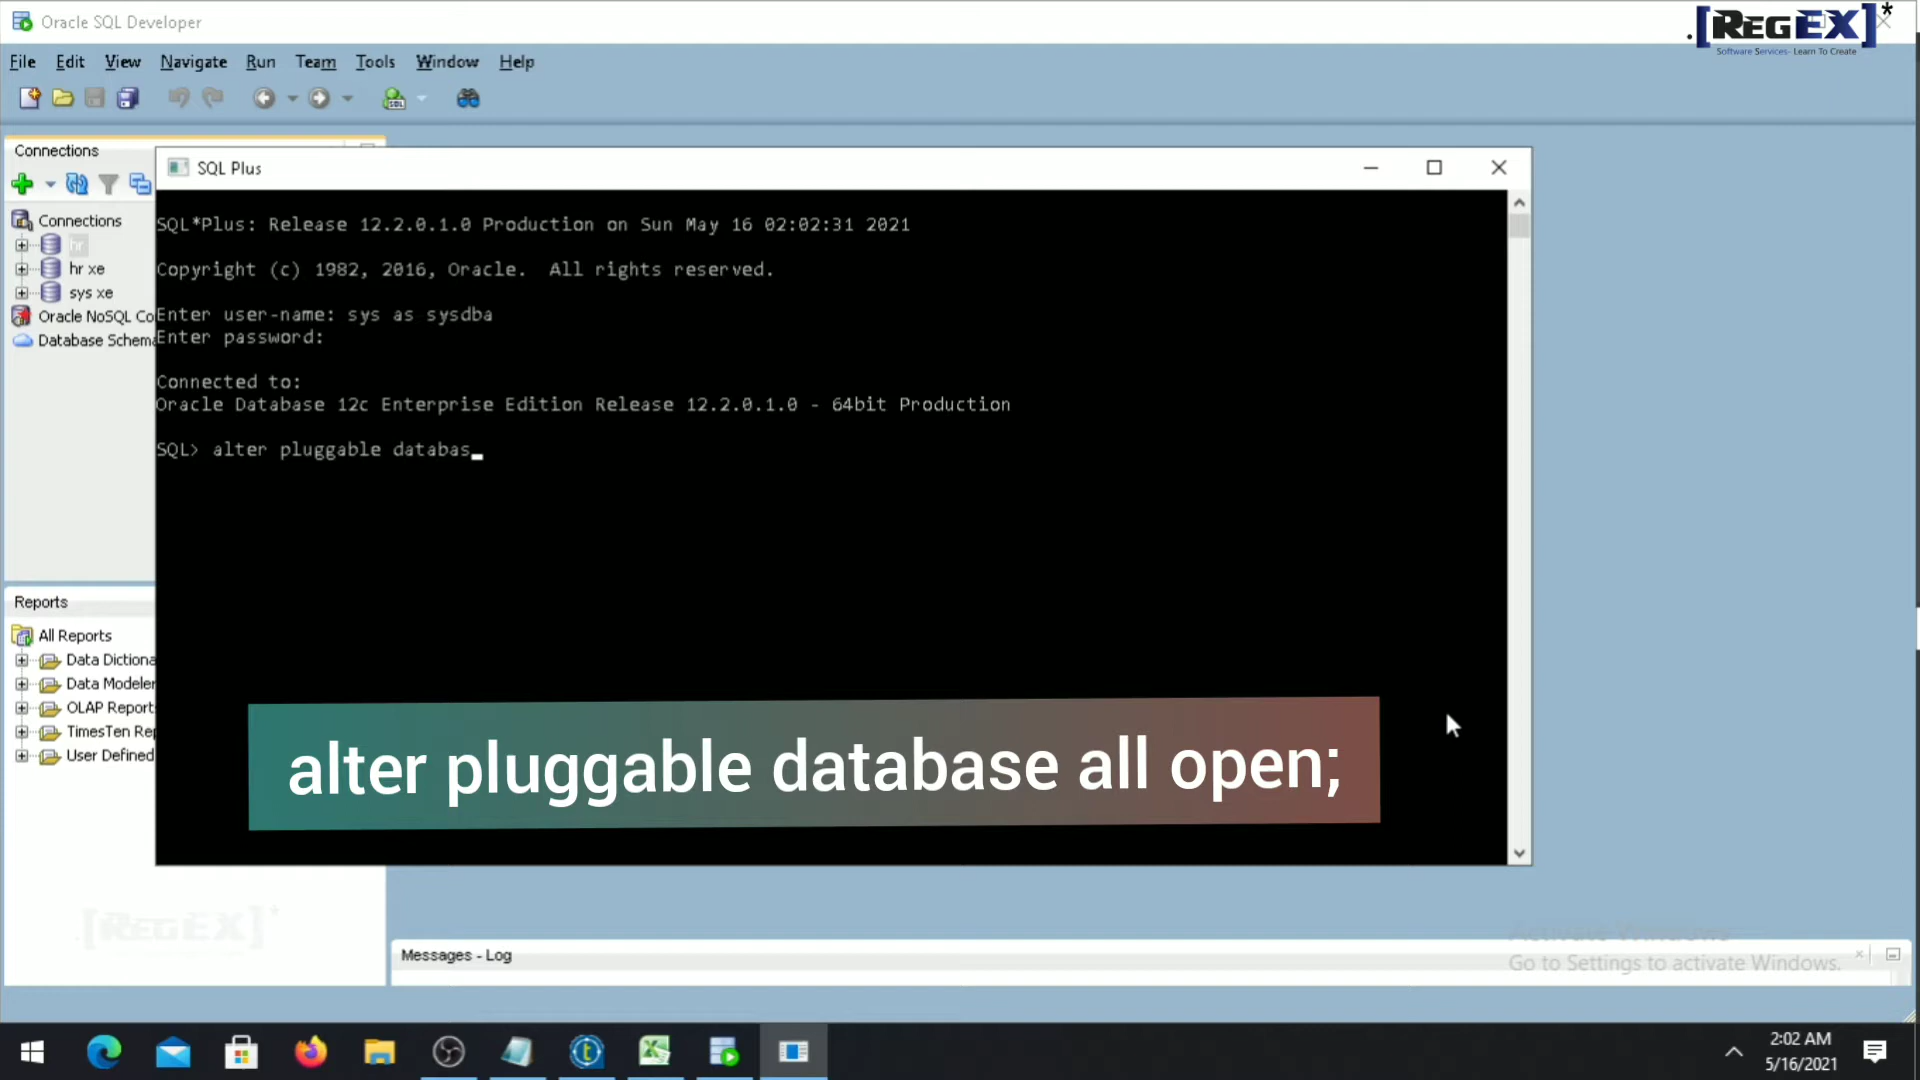 Oracle SQL Developer
.[RegEX]*
Software Services- Learn To Create
File Edit View Navigate Run Team Tools Window Help
Connections
SQL Plus
Connections
hr
hr xe
sys xe
Oracle NoSQL Co
Database Schema
SQL*Plus: Release 12.2.0.1.0 Production on Sun May 16 02:02:31 2021
Copyright (c) 1982, 2016, Oracle.  All rights reserved.
Enter user-name: sys as sysdba
Enter password:
Connected to:
Oracle Database 12c Enterprise Edition Release 12.2.0.1.0 - 64bit Production
SQL> alter pluggable databas_
Reports
All Reports
Data Dictiona
Data Modeler
OLAP Report
TimesTen Rep
User Defined
alter pluggable database all open;
.[RegEX]*
Messages - Log
Activate Windows
Go to Settings to activate Windows.
2:02 AM
5/16/2021